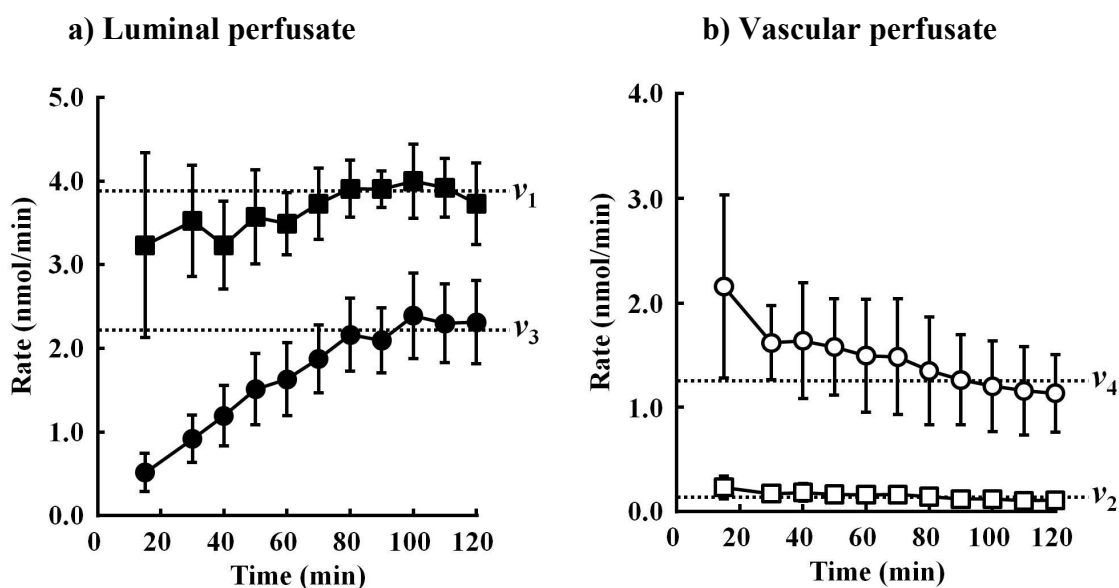 a) Luminal perfusate
5.0
4.0
3.0
2.0
1.0
0.0
Rate (nmol/min)
v1
v3
0 20 40 60 80 100 120
Time (min)
b) Vascular perfusate
4.0
3.0
2.0
1.0
0.0
Rate (nmol/min)
v4
v2
0 20 40 60 80 100 120
Time (min)